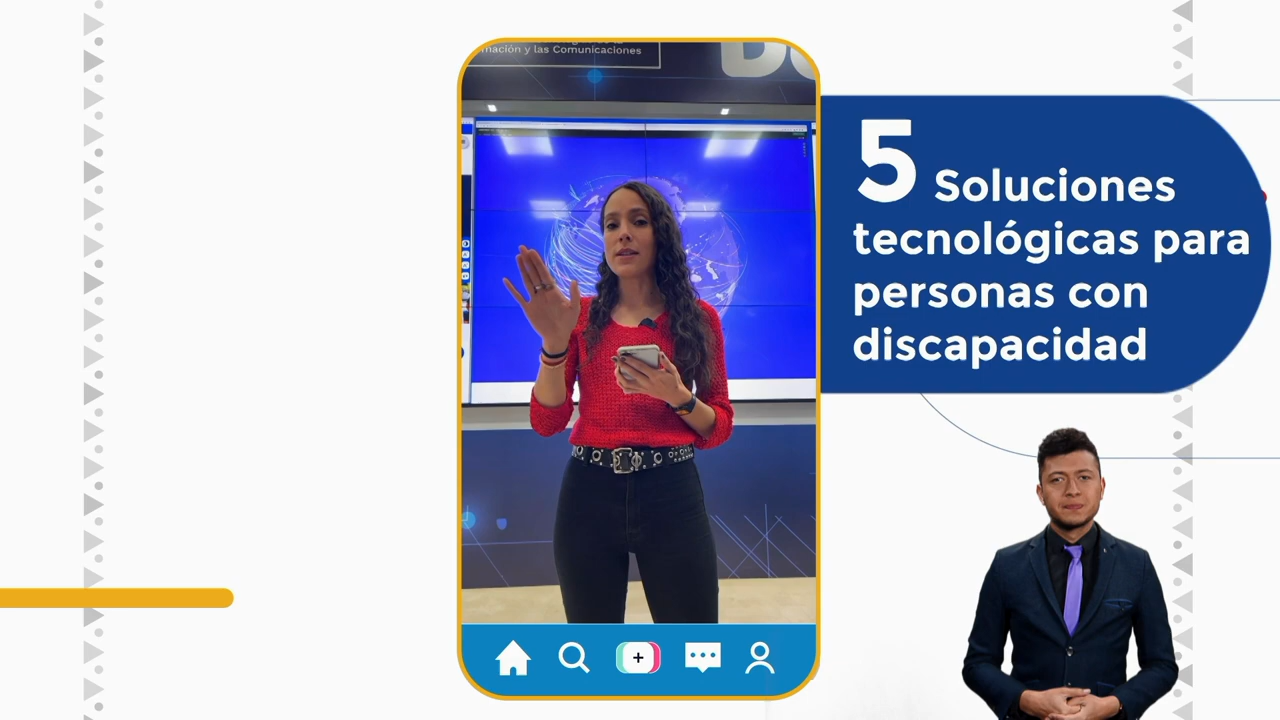 mación y las Comunicaciones
5 Soluciones
tecnológicas para
personas con
discapacidad